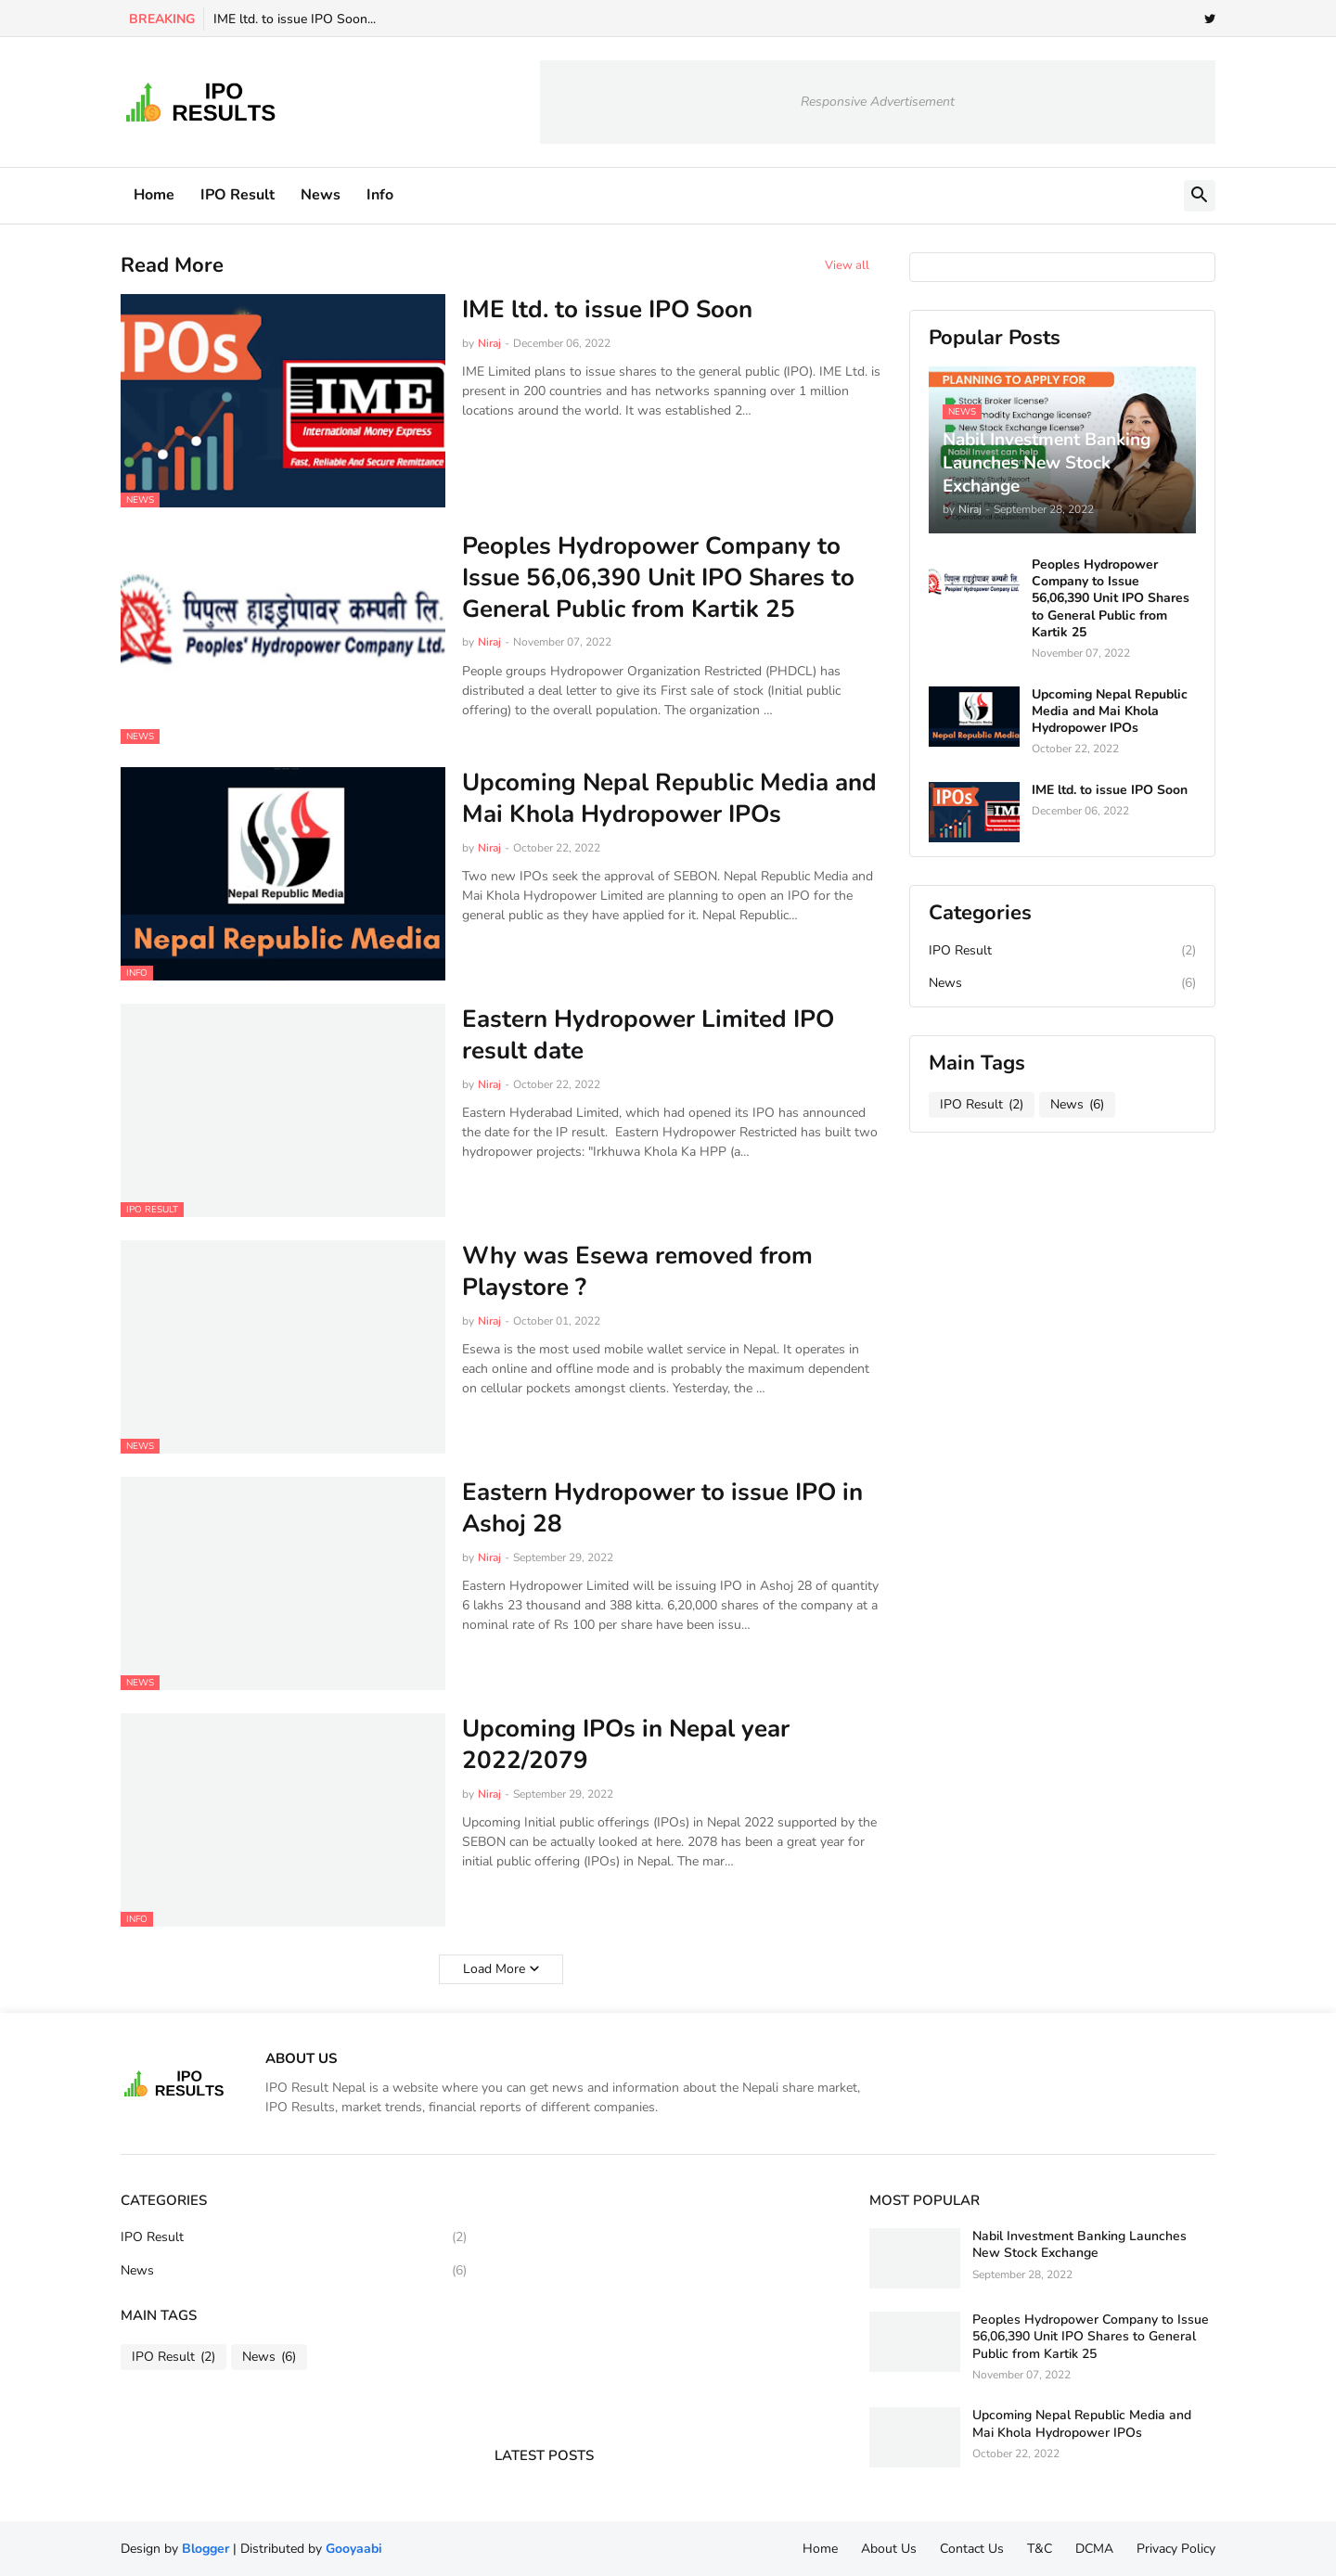 BREAKING IME ltd. to issue IPO Soon...
IPO
RESULTS
Responsive Advertisement
Home IPO Result News Info
Read More View all
IPOs
IME
International Money Express
Fast, Reliable And Secure Remittance
NEWS
IME ltd. to issue IPO Soon
by Niraj - December 06, 2022
IME Limited plans to issue shares to the general public (IPO). IME Ltd. is
present in 200 countries and has networks spanning over 1 million
locations around the world. It was established 2...
पिपुल्स हाइड्रोपावर कम्पनी लि.
Peoples' Hydropower Company Ltd.
NEWS
Peoples Hydropower Company to
Issue 56,06,390 Unit IPO Shares to
General Public from Kartik 25
by Niraj - November 07, 2022
People groups Hydropower Organization Restricted (PHDCL) has
distributed a deal letter to give its First sale of stock (Initial public
offering) to the overall population. The organization ...
Nepal Republic Media
Nepal Republic Media
INFO
Upcoming Nepal Republic Media and
Mai Khola Hydropower IPOs
by Niraj - October 22, 2022
Two new IPOs seek the approval of SEBON. Nepal Republic Media and
Mai Khola Hydropower Limited are planning to open an IPO for the
general public as they have applied for it. Nepal Republic...
IPO RESULT
Eastern Hydropower Limited IPO
result date
by Niraj - October 22, 2022
Eastern Hyderabad Limited, which had opened its IPO has announced
the date for the IP result.  Eastern Hydropower Restricted has built two
hydropower projects: "Irkhuwa Khola Ka HPP (a...
NEWS
Why was Esewa removed from
Playstore ?
by Niraj - October 01, 2022
Esewa is the most used mobile wallet service in Nepal. It operates in
each online and offline mode and is probably the maximum dependent
on cellular pockets amongst clients. Yesterday, the ...
NEWS
Eastern Hydropower to issue IPO in
Ashoj 28
by Niraj - September 29, 2022
Eastern Hydropower Limited will be issuing IPO in Ashoj 28 of quantity
6 lakhs 23 thousand and 388 kitta. 6,20,000 shares of the company at a
nominal rate of Rs 100 per share have been issu...
INFO
Upcoming IPOs in Nepal year
2022/2079
by Niraj - September 29, 2022
Upcoming Initial public offerings (IPOs) in Nepal 2022 supported by the
SEBON can be actually looked at here. 2078 has been a great year for
initial public offering (IPOs) in Nepal. The mar...
Load More
Popular Posts
PLANNING TO APPLY FOR
Stock Broker license?
modity Exchange license?
New Stock Exchange license?
Nabil Invest can help
NEWS
Nabil Investment Banking
Launches New Stock
Exchange
by Niraj - September 28, 2022
पिपुल्स हाइड्रोपावर कम्पनी लि.
Peoples' Hydropower Company Ltd.
Peoples Hydropower
Company to Issue
56,06,390 Unit IPO Shares
to General Public from
Kartik 25
November 07, 2022
Nepal Republic Media
Upcoming Nepal Republic
Media and Mai Khola
Hydropower IPOs
October 22, 2022
IPOs
IME
IME ltd. to issue IPO Soon
December 06, 2022
Categories
IPO Result (2)
News (6)
Main Tags
IPO Result (2) News (6)
IPO
RESULTS
ABOUT US
IPO Result Nepal is a website where you can get news and information about the Nepali share market,
IPO Results, market trends, financial reports of different companies.
CATEGORIES
IPO Result (2)
News (6)
MAIN TAGS
IPO Result (2) News (6)
LATEST POSTS
MOST POPULAR
Nabil Investment Banking Launches
New Stock Exchange
September 28, 2022
Peoples Hydropower Company to Issue
56,06,390 Unit IPO Shares to General
Public from Kartik 25
November 07, 2022
Upcoming Nepal Republic Media and
Mai Khola Hydropower IPOs
October 22, 2022
Design by Blogger | Distributed by Gooyaabi
Home About Us Contact Us T&C DCMA Privacy Policy